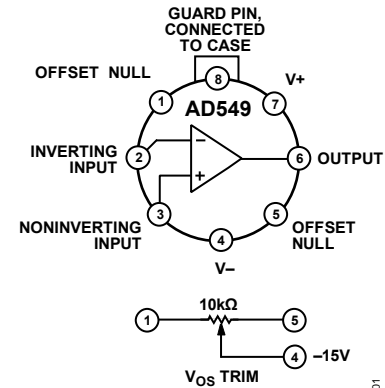 GUARD PIN,
CONNECTED
TO CASE
OFFSET NULL
8
V+
1
AD549
7
INVERTING
INPUT
2
−
6
OUTPUT
+
NONINVERTING
INPUT
3
5
OFFSET
NULL
4
V–
10kΩ
1
5
4
–15V
VOS TRIM